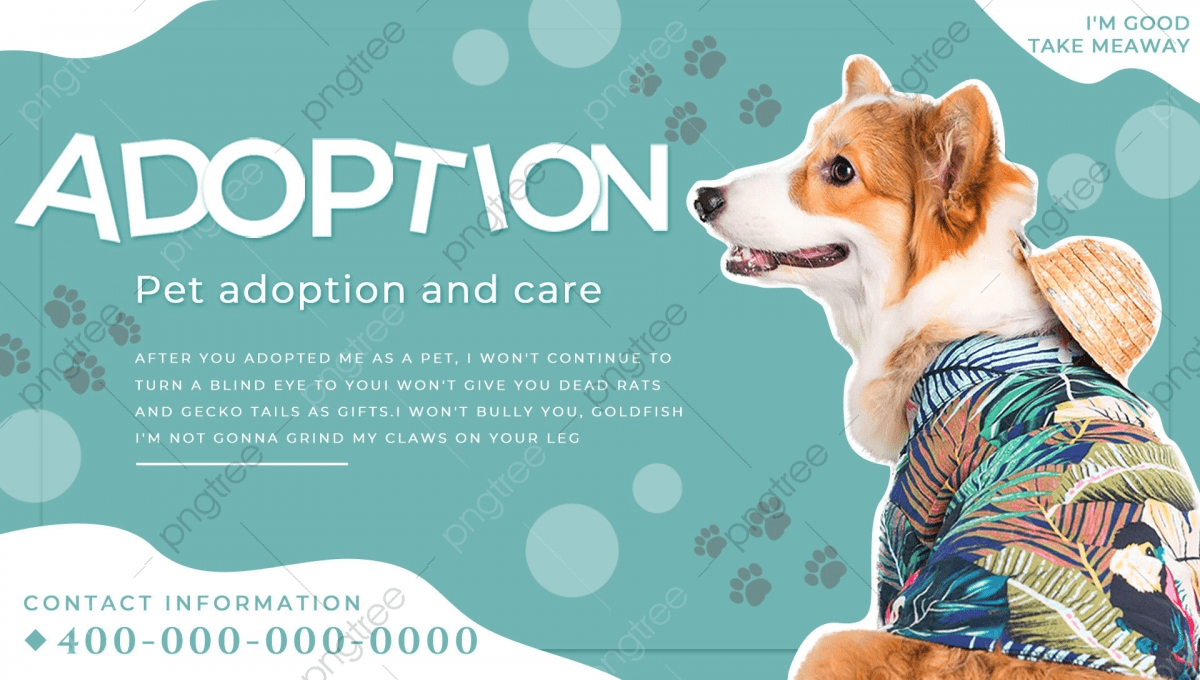 I'M GOOD
TAKE MEAWAY
ADOPTION
Pet adoption and care
AFTER YOU ADOPTED ME AS A PET, I WON'T CONTINUE TO
TURN A BLIND EYE TO YOUI WON'T GIVE YOU DEAD RATS
AND GECKO TAILS AS GIFTS.I WON'T BULLY YOU, GOLDFISH
I'M NOT GONNA GRIND MY CLAWS ON YOUR LEG
CONTACT INFORMATION
400-000-000-0000
pngtree